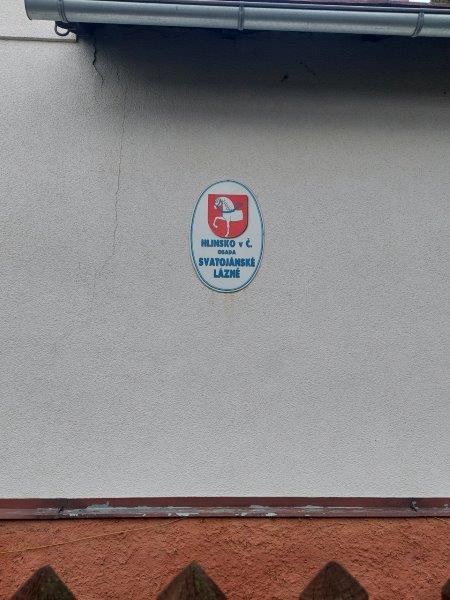 HLINSKO v Č.
OSADA
SVATOJÁNSKÉ
LÁZNĚ